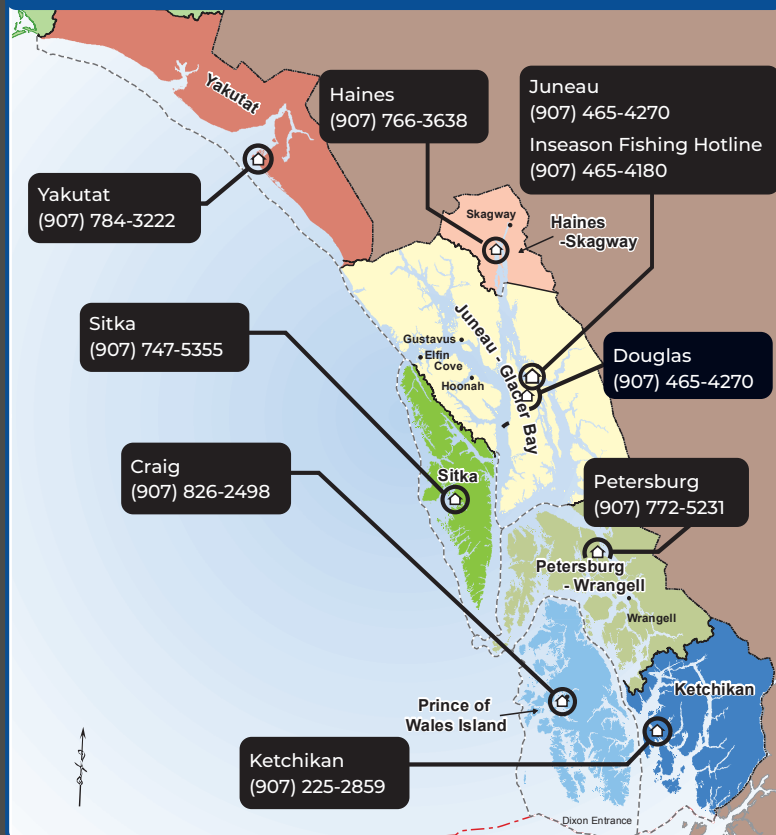 Yakutat
Haines
(907) 766-3638
Juneau
(907) 465-4270
Inseason Fishing Hotline
(907) 465-4180
Yakutat
(907) 784-3222
Skagway
Haines
-Skagway
Sitka
(907) 747-5355
Gustavus
Elfin
Cove
Hoonah
Juneau - Glacier Bay
Douglas
(907) 465-4270
Craig
(907) 826-2498
Sitka
Petersburg
(907) 772-5231
Petersburg
- Wrangell
Wrangell
Prince of
Wales Island
Ketchikan
Ketchikan
(907) 225-2859
Dixon Entrance